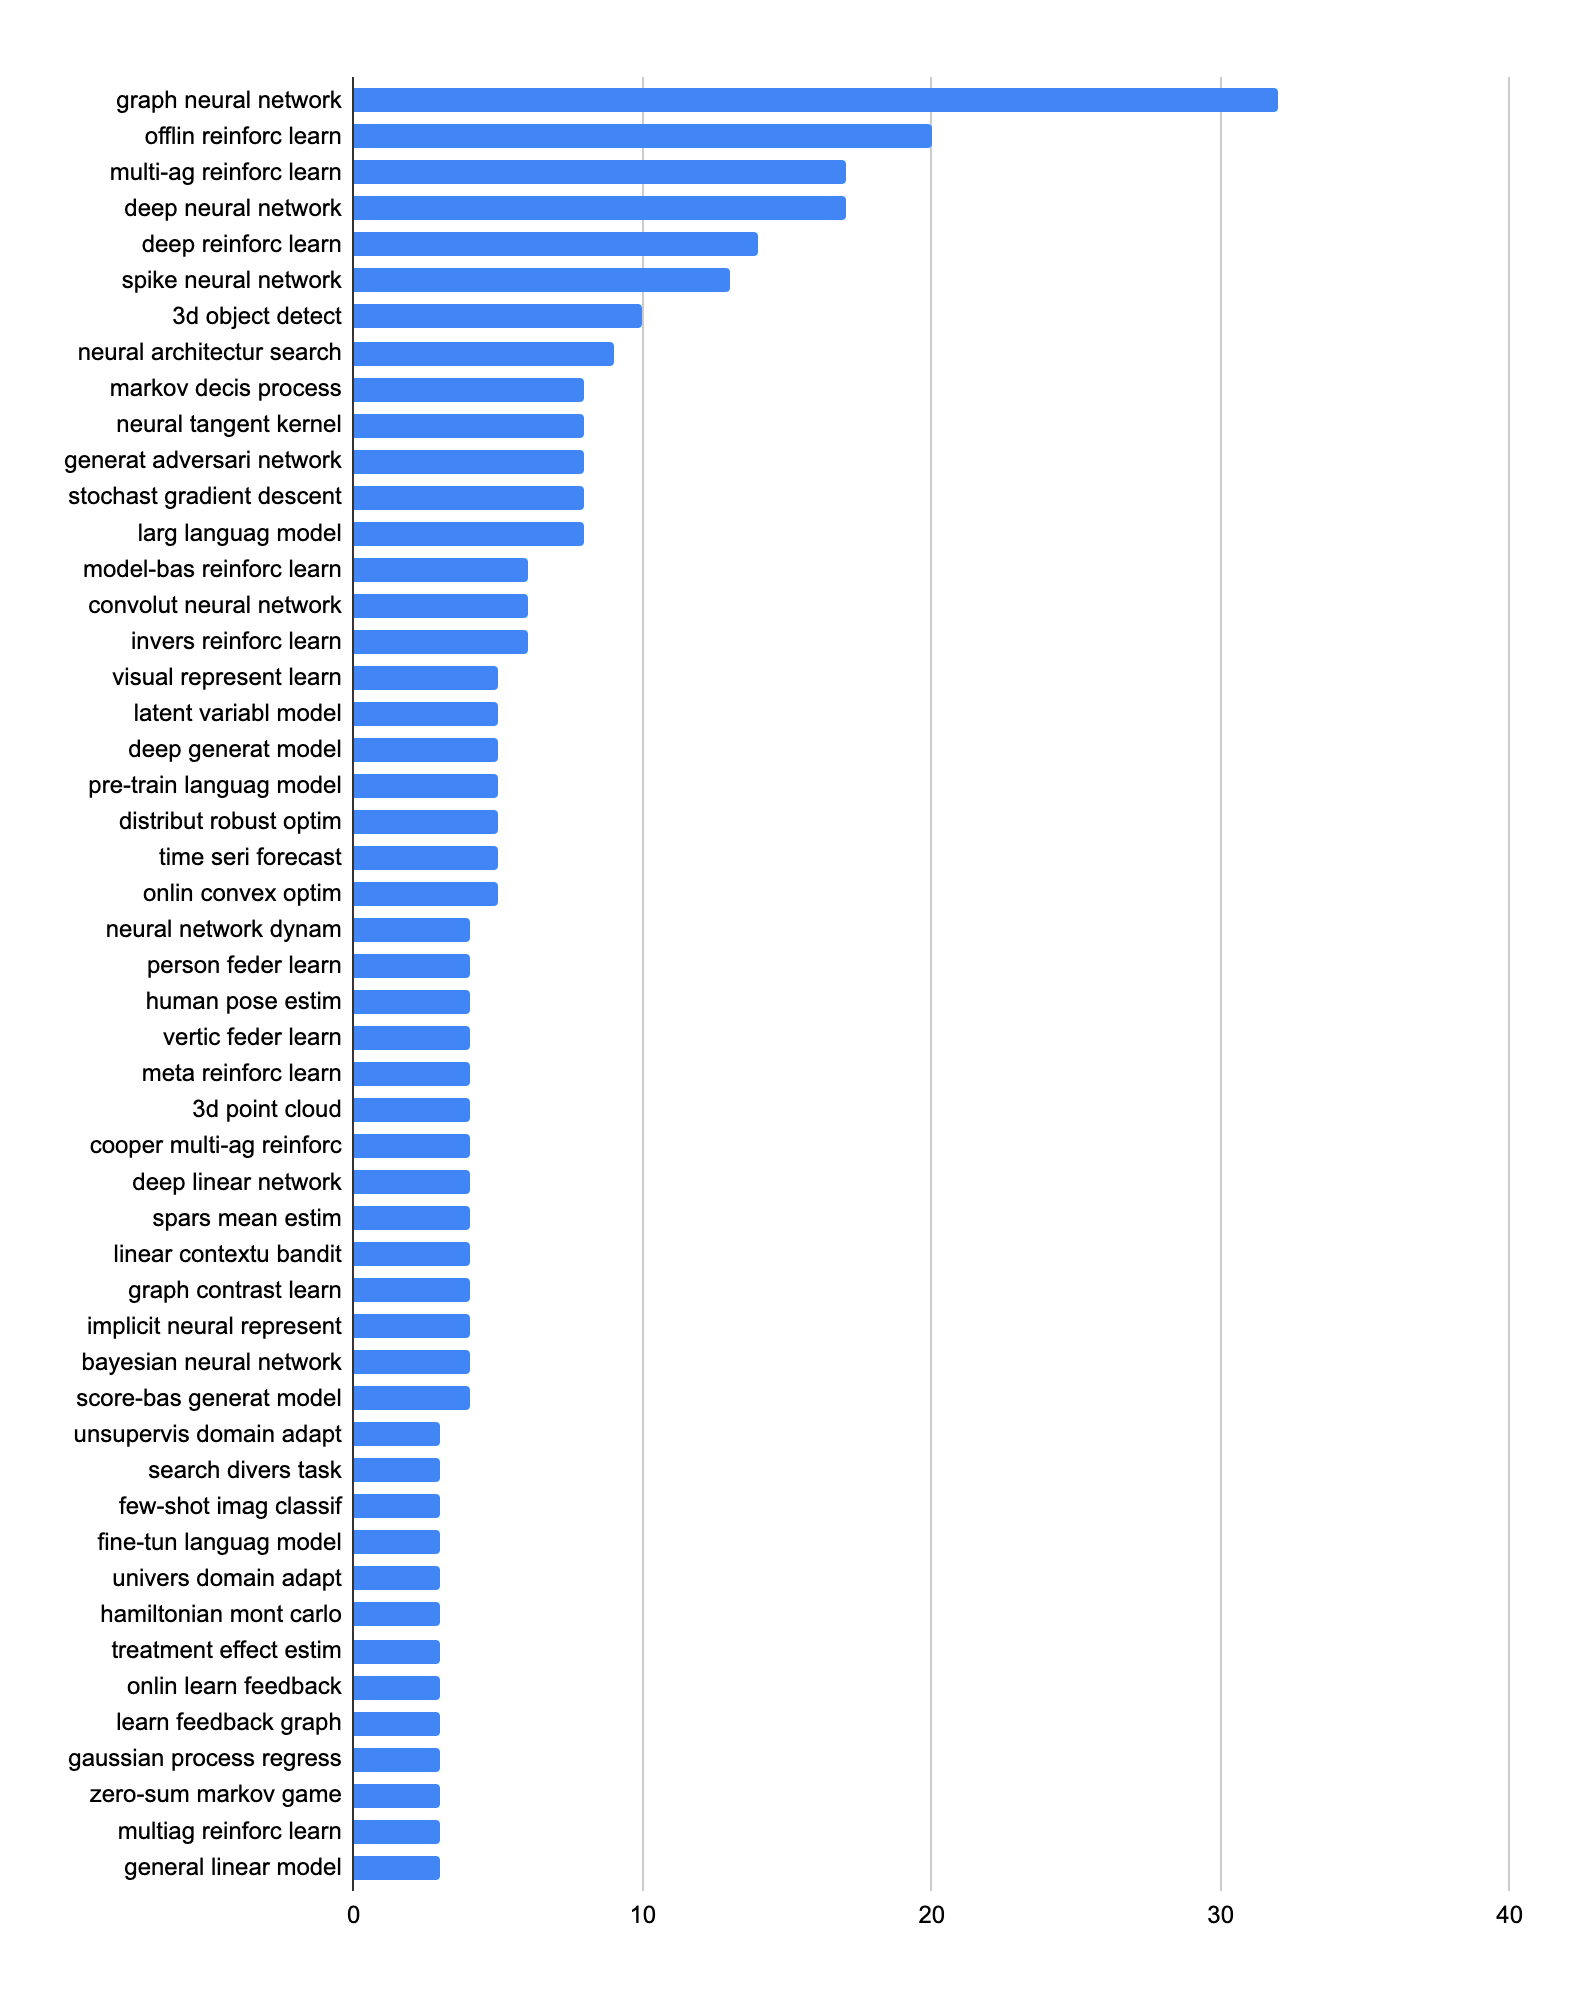 graph neural network
offlin reinforc learn
multi-ag reinforc learn
deep neural network
deep reinforc learn
spike neural network
3d object detect
neural architectur search
markov decis process
neural tangent kernel
generat adversari network
stochast gradient descent
larg languag model
model-bas reinforc learn
convolut neural network
invers reinforc learn
visual represent learn
latent variabl model
deep generat model
pre-train languag model
distribut robust optim
time seri forecast
onlin convex optim
neural network dynam
person feder learn
human pose estim
vertic feder learn
meta reinforc learn
3d point cloud
cooper multi-ag reinforc
deep linear network
spars mean estim
linear contextu bandit
graph contrast learn
implicit neural represent
bayesian neural network
score-bas generat model
unsupervis domain adapt
search divers task
few-shot imag classif
fine-tun languag model
univers domain adapt
hamiltonian mont carlo
treatment effect estim
onlin learn feedback
learn feedback graph
gaussian process regress
zero-sum markov game
multiag reinforc learn
general linear model
0 10 20 30 40